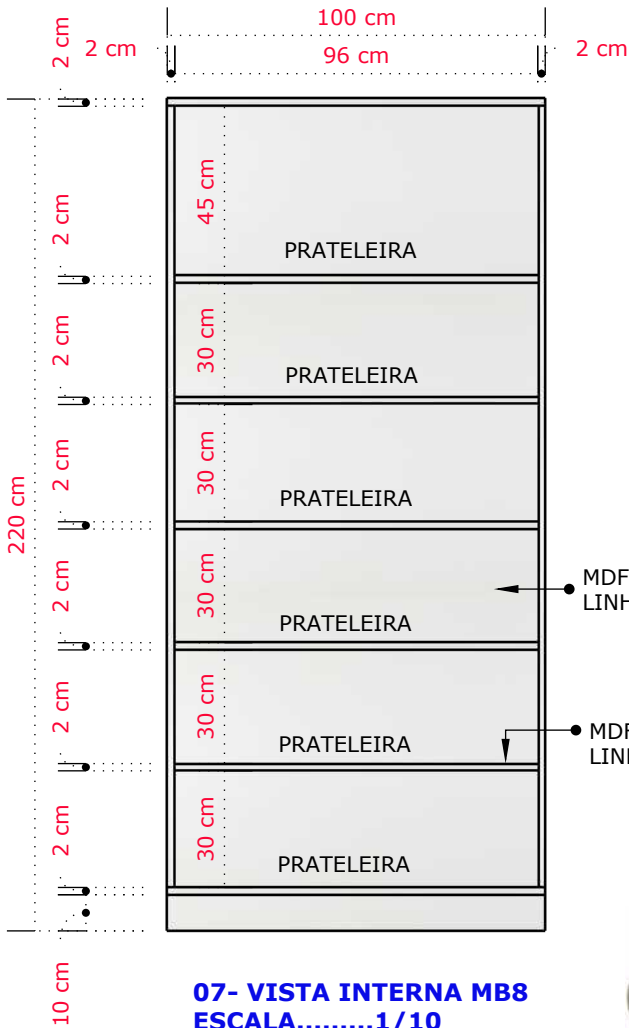 100 cm
2 cm
2 cm
96 cm
2 cm
45 cm
2 cm
PRATELEIRA
30 cm
2 cm
PRATELEIRA
30 cm
2 cm
PRATELEIRA
220 cm
30 cm
2 cm
MDF
LINH
PRATELEIRA
30 cm
2 cm
MDF
LINH
PRATELEIRA
30 cm
2 cm
PRATELEIRA
10 cm
07- VISTA INTERNA MB8
ESCALA.........1/10